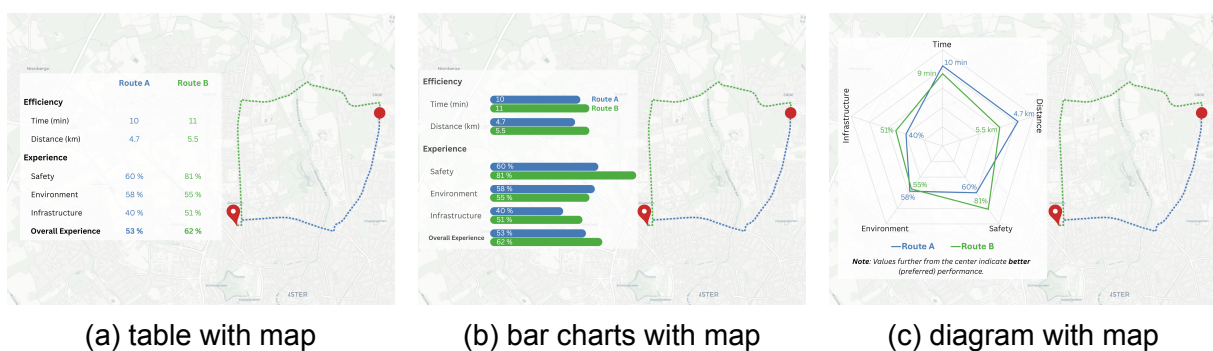 Nienberge
Route A Route B
Efficiency
Time (min) 10 11
Distance (km) 4.7 5.5
Experience
Safety 60 % 81 %
Environment 58 % 55 %
Infrastructure 40 % 51 %
Overall Experience 53 % 62 %
(a) table with map
Efficiency
Time (min) 10 Route A
11 Route B
Distance (km) 4.7
5.5
Experience
Safety 60 %
81 %
Environment 58 %
55 %
Infrastructure 40 %
51 %
Overall Experience 53 %
62 %
(b) bar charts with map
Time
10 min
9 min
Infrastructure
Distance
4.7 km
51%
5.5 km
40%
55%
60%
58%
81%
Environment
Safety
Route A Route B
Note: Values further from the center indicate better
(preferred) performance.
(c) diagram with map